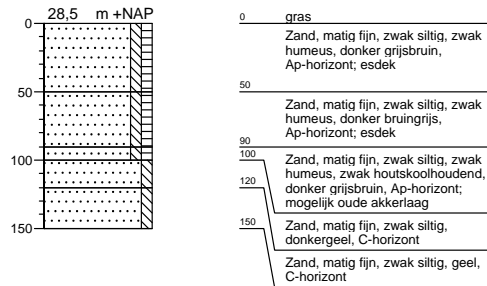 28,5 m +NAP
0
50
100
150
0 gras
Zand, matig fijn, zwak siltig, zwak
humeus, donker grijsbruin,
Ap-horizont; esdek
50
Zand, matig fijn, zwak siltig, zwak
humeus, donker bruingrijs,
Ap-horizont; esdek
90
Zand, matig fijn, zwak siltig, zwak
humeus, zwak houtskoolhoudend,
donker grijsbruin, Ap-horizont;
mogelijk oude akkerlaag
100
Zand, matig fijn, zwak siltig,
donkergeel, C-horizont
120
Zand, matig fijn, zwak siltig, geel,
C-horizont
150